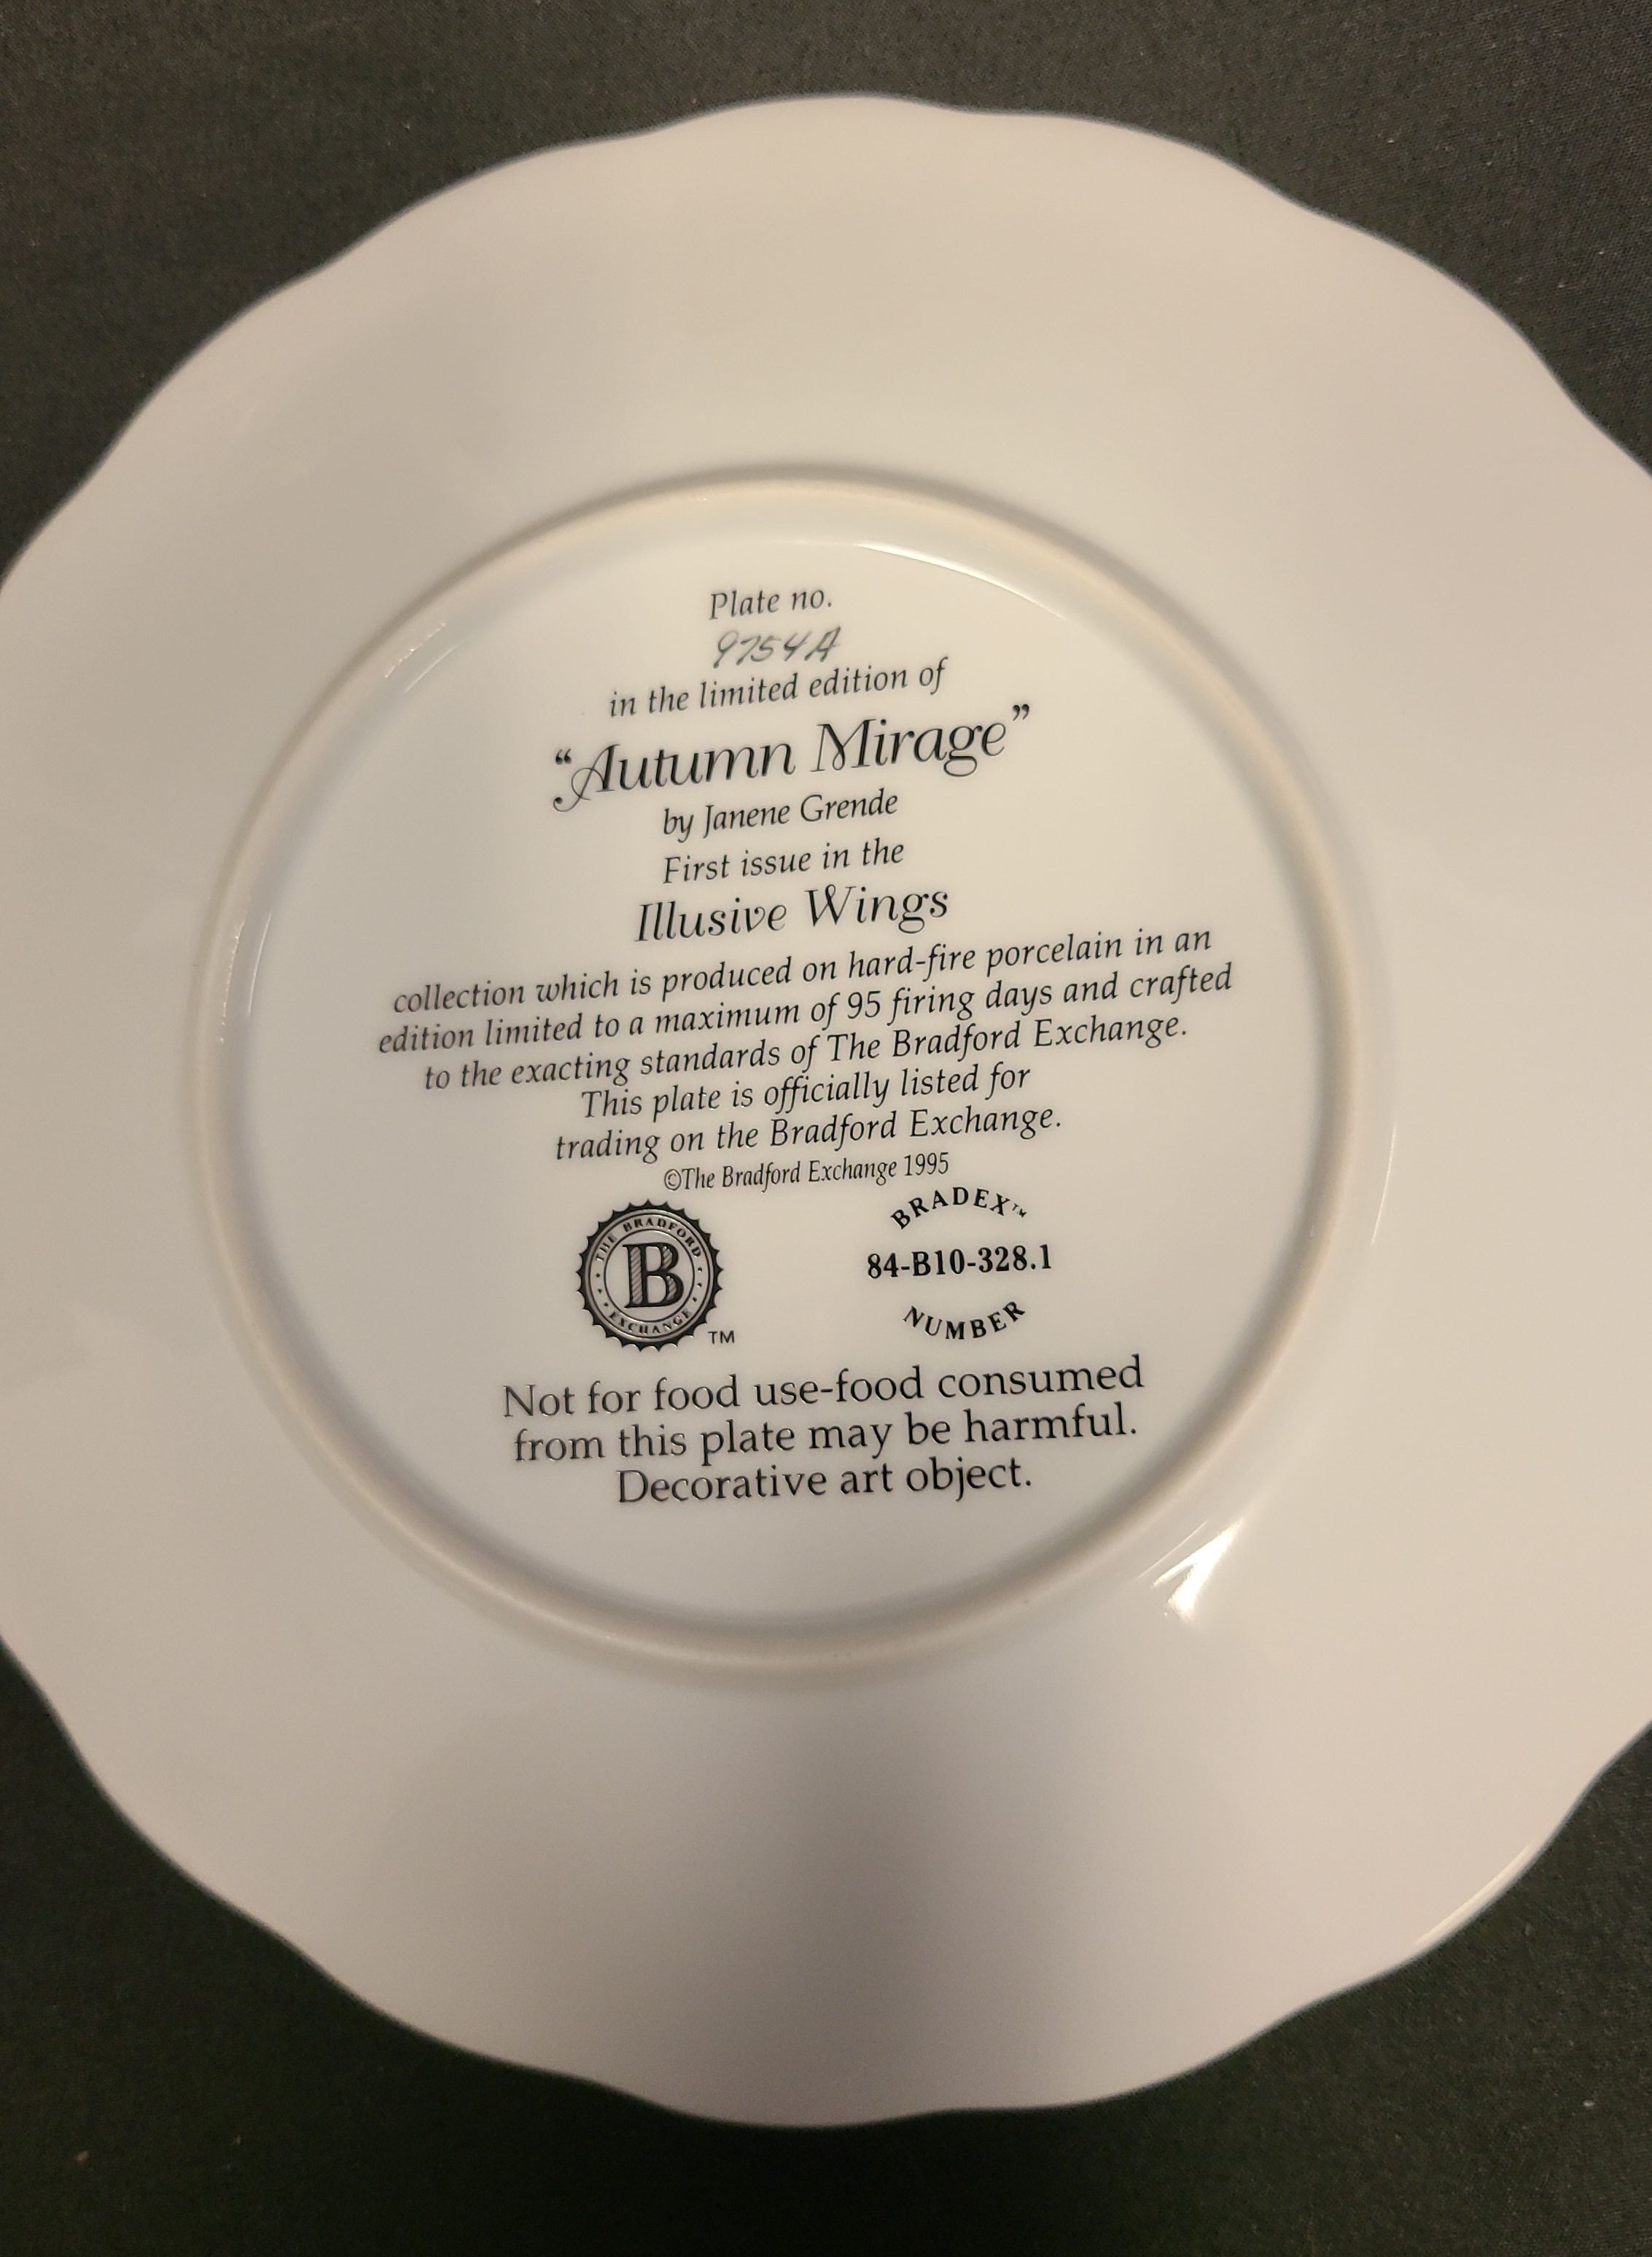 Plate no.
9754A
in the limited edition of
“Autumn Mirage”
by Janene Grende
First issue in the
Illusive Wings
collection which is produced on hard-fire porcelain in an
edition limited to a maximum of 95 firing days and crafted
to the exacting standards of The Bradford Exchange.
This plate is officially listed for
trading on the Bradford Exchange.
©The Bradford Exchange 1995
THE BRADFORD
B
EXCHANGE
TM
BRADEX™
84-B10-328.1
NUMBER
Not for food use-food consumed
from this plate may be harmful.
Decorative art object.